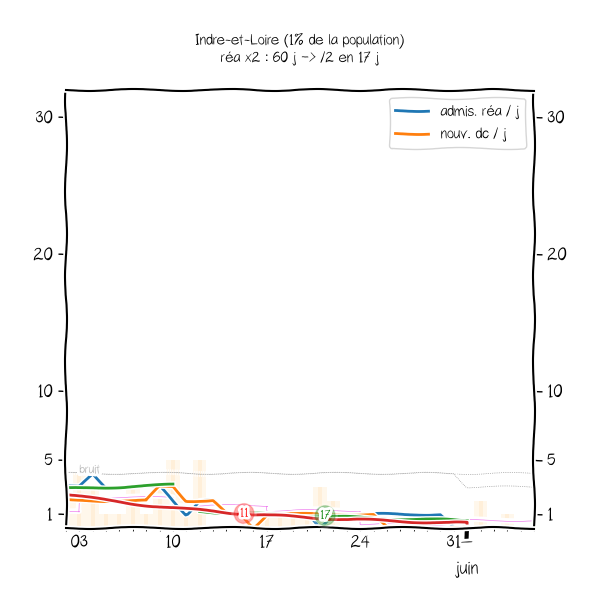 Indre-et-Loire (1% de la population)
réa x2 : 60 j -> /2 en 17 j
admis. réa / j
nouv. dc / j
30
30
20
20
10
10
5
5
bruit
1
1
11
17
03
10
17
24
31
juin